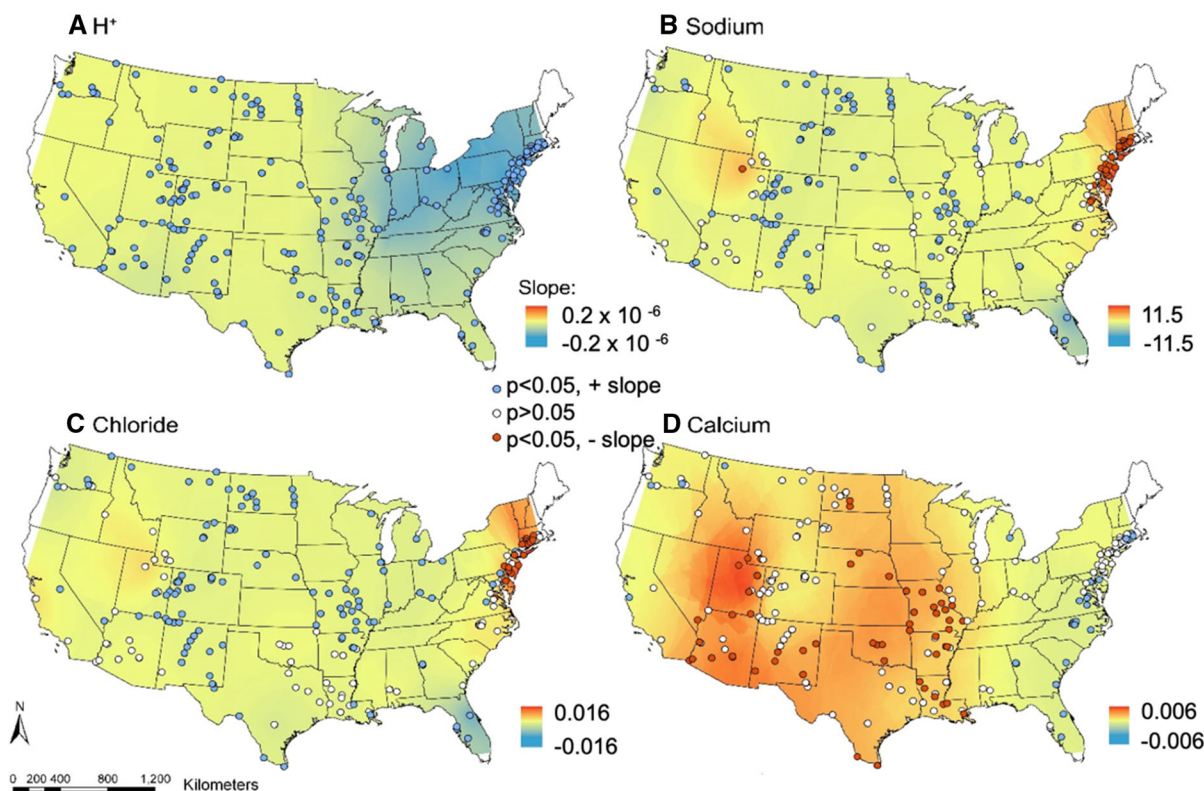 A H+
B Sodium
Slope:
0.2 x 10 -6
-0.2 x 10 -6
11.5
-11.5
p<0.05, + slope
p>0.05
p<0.05, - slope
C Chloride
D Calcium
0.016
-0.016
0.006
-0.006
N
0 200 400 800 1,200
Kilometers